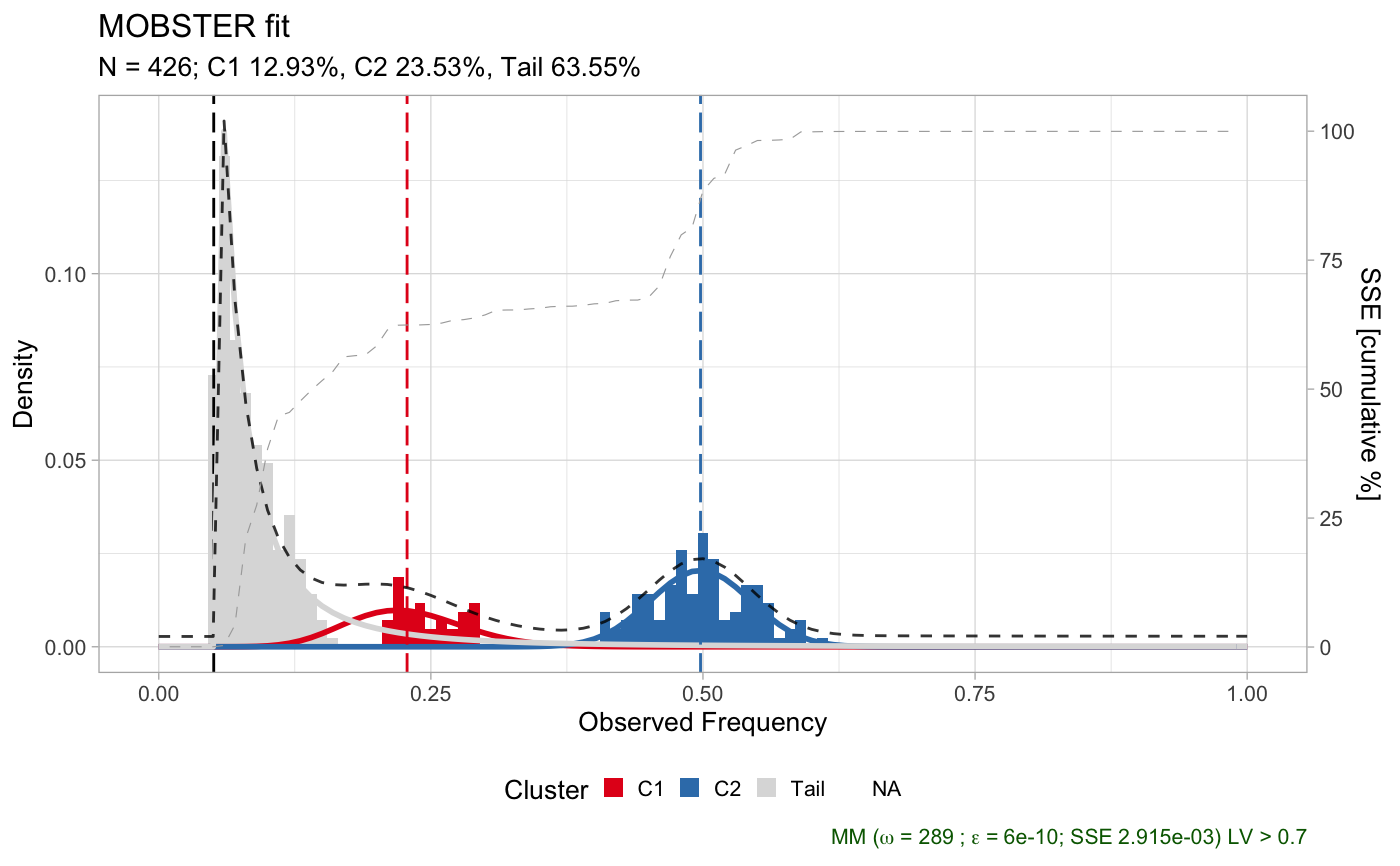 MOBSTER fit
N = 426; C1 12.93%, C2 23.53%, Tail 63.55%
Density
0.10
0.05
0.00
100
75
50
25
0
SSE [cumulative %]
0.00 0.25 0.50 0.75 1.00
Observed Frequency
Cluster C1 C2 Tail NA
MM (ω = 289 ; ε = 6e-10; SSE 2.915e-03) LV > 0.7